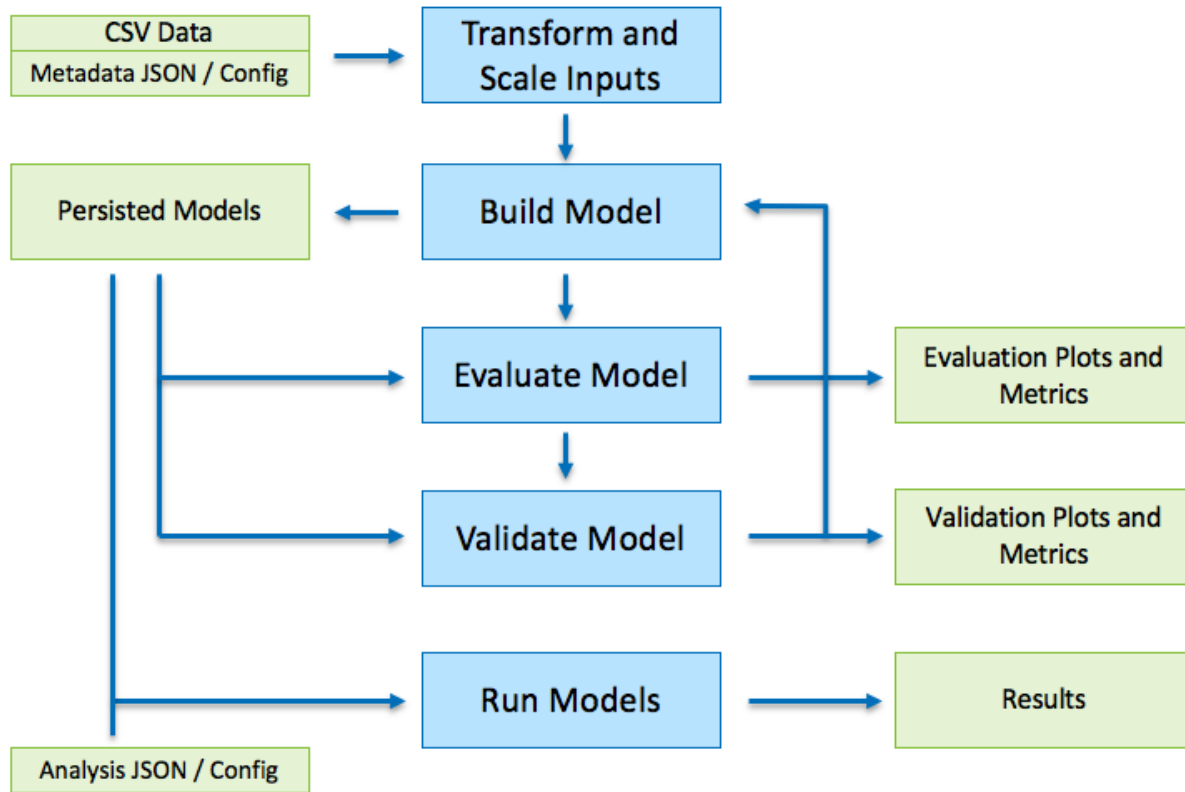 CSV Data
Metadata JSON / Config
Transform and
Scale Inputs
Persisted Models
Build Model
Evaluate Model
Evaluation Plots and
Metrics
Validate Model
Validation Plots and
Metrics
Run Models
Results
Analysis JSON / Config